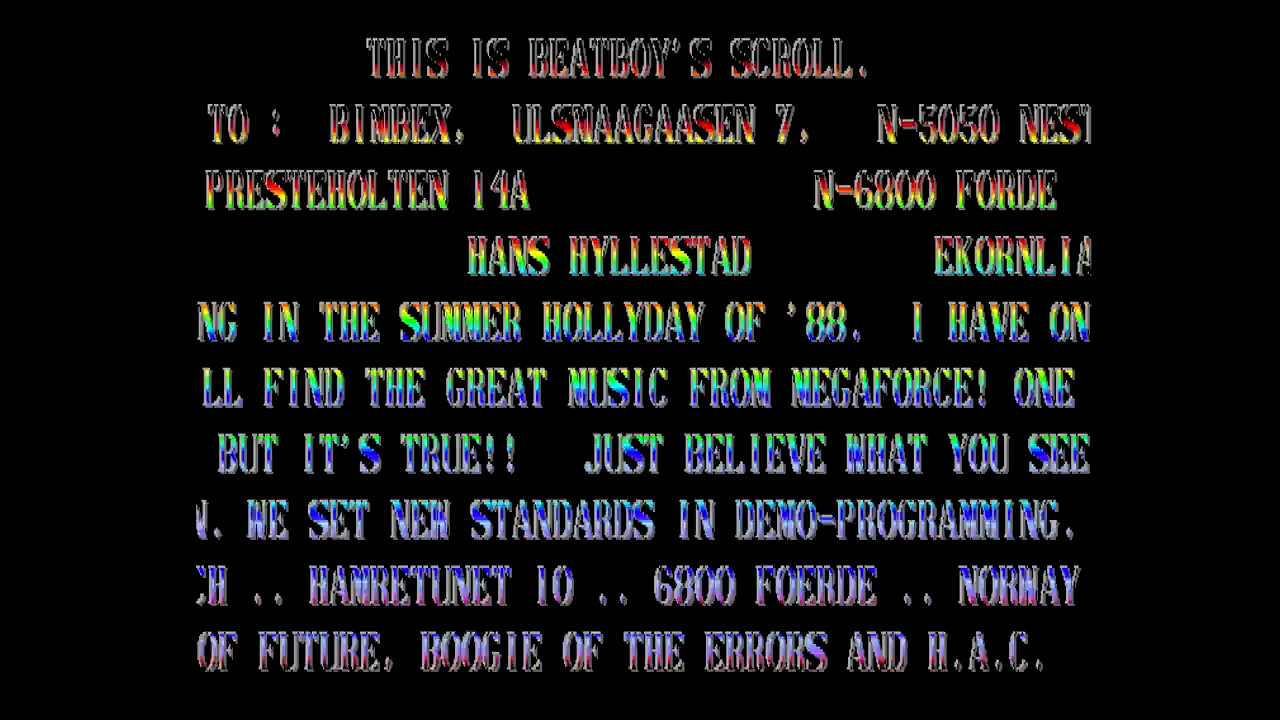 THIS IS BEATBOY'S SCROLL.
TO : BIMBEX, ULSMAAGAASEN 7, N-5050 NEST
PRESTEHOLTEN 14A N-6800 FORDE
HANS HYLLESTAD EKORNLIA
NG IN THE SUMMER HOLLYDAY OF '88. I HAVE ON
LL FIND THE GREAT MUSIC FROM MEGAFORCE! ONE
BUT IT'S TRUE!! JUST BELIEVE WHAT YOU SEE
. WE SET NEW STANDARDS IN DEMO-PROGRAMMING.
CH .. HAMRETUNET 10 .. 6800 FOERDE .. NORWAY
OF FUTURE, BOOGIE OF THE ERRORS AND H.A.C.